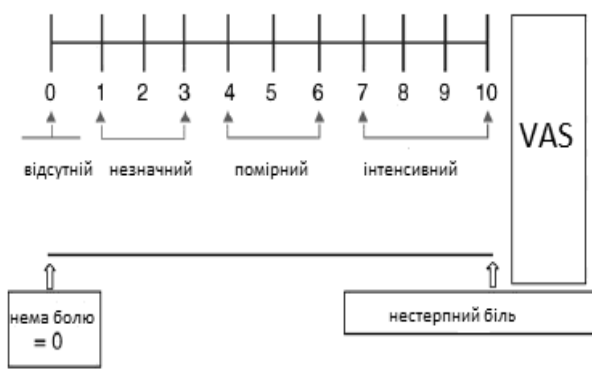 0 1 2 3 4 5 6 7 8 9 10
VAS
відсутній незначний помірний інтенсивний
нема болю
= 0
нестерпний біль